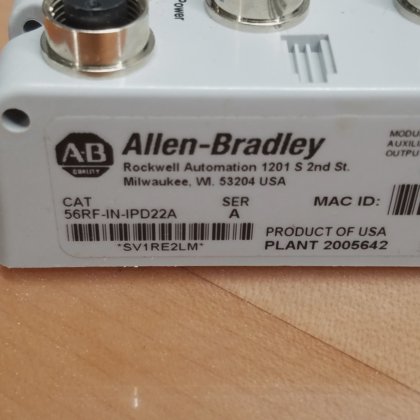 Power
A-B
QUALITY
Allen-Bradley
Rockwell Automation 1201 S 2nd St.
Milwaukee, WI. 53204 USA
CAT
56RF-IN-IPD22A
SER
A
MAC ID:
*SV1RE2LM*
PRODUCT OF USA
PLANT 2005642
MODU
AUXILI
OUTPU